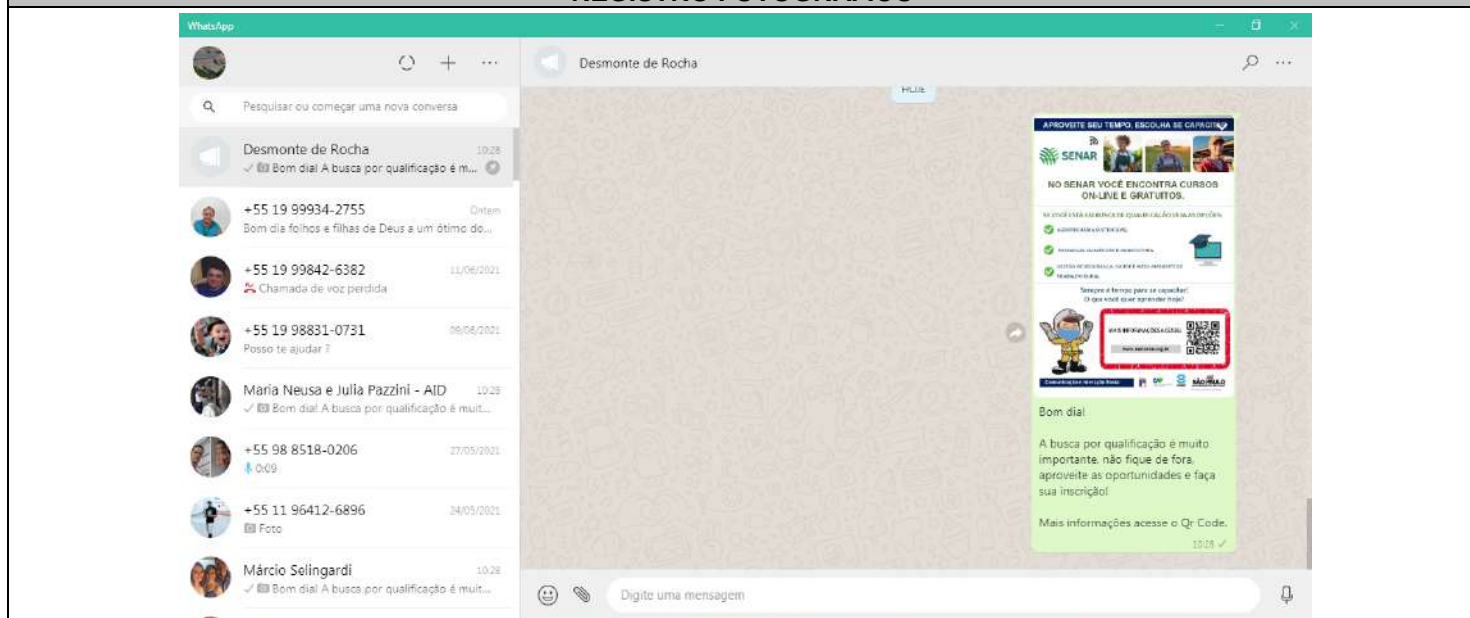 REGISTRO FOTOGRÁFICO
WhatsApp
Pesquisar ou começar uma nova conversa
Desmonte de Rocha 10:28
Bom dia! A busca por qualificação é m...
+55 19 99934-2755 Ontem
Bom dia folhos e filhas de Deus a um ótimo do...
+55 19 99842-6382 11/06/2021
Chamada de voz perdida
+55 19 98831-0731 09/06/2021
Posso te ajudar ?
Maria Neusa e Julia Pazzini - AID 10:28
Bom dia! A busca por qualificação é muit...
+55 98 8518-0206 27/05/2021
0:09
+55 11 96412-6896 24/05/2021
Foto
Márcio Selingardi 10:28
Bom dia! A busca por qualificação é muit...
Desmonte de Rocha
HOJE
APROVEITE SEU TEMPO, ESCOLHA SE CAPACITAR
SENAR
NO SENAR VOCÊ ENCONTRA CURSOS
ON-LINE E GRATUITOS.
Sempre é tempo para se capacitar!
O que você quer aprender hoje?
MAIS INFORMAÇÕES ACESSE:
SÃO PAULO
Bom dia!
A busca por qualificação é muito
importante, não fique de fora,
aproveite as oportunidades e faça
sua inscrição!
Mais informações acesse o Qr Code.
10:28
Digite uma mensagem